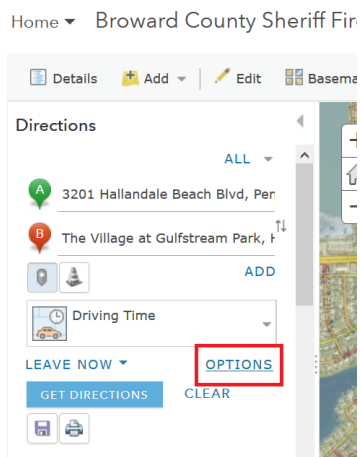 Home Broward County Sheriff Fir
Details Add Edit Basema
Directions
ALL
A 3201 Hallandale Beach Blvd, Pen
B The Village at Gulfstream Park, H
ADD
Driving Time
LEAVE NOW OPTIONS
GET DIRECTIONS CLEAR